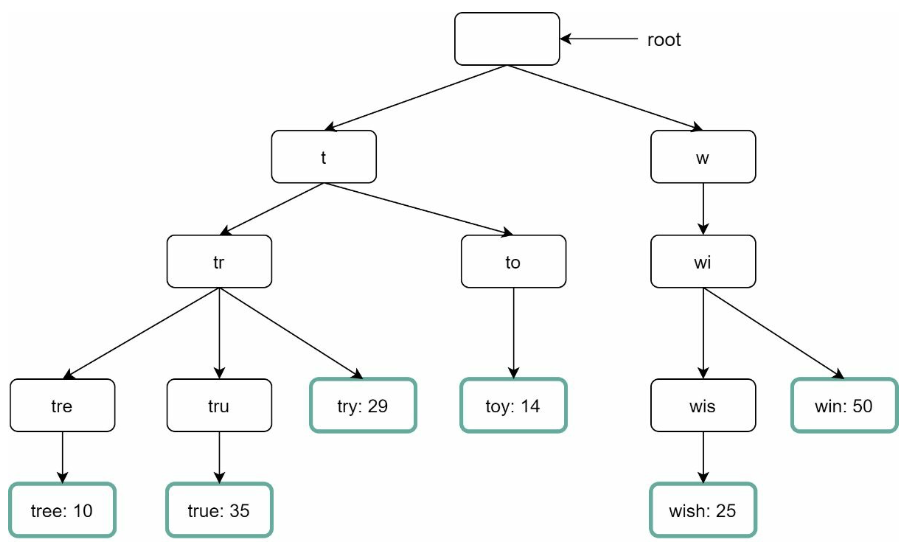 root
t
w
tr
to
wi
tre
tru
try: 29
toy: 14
wis
win: 50
tree: 10
true: 35
wish: 25